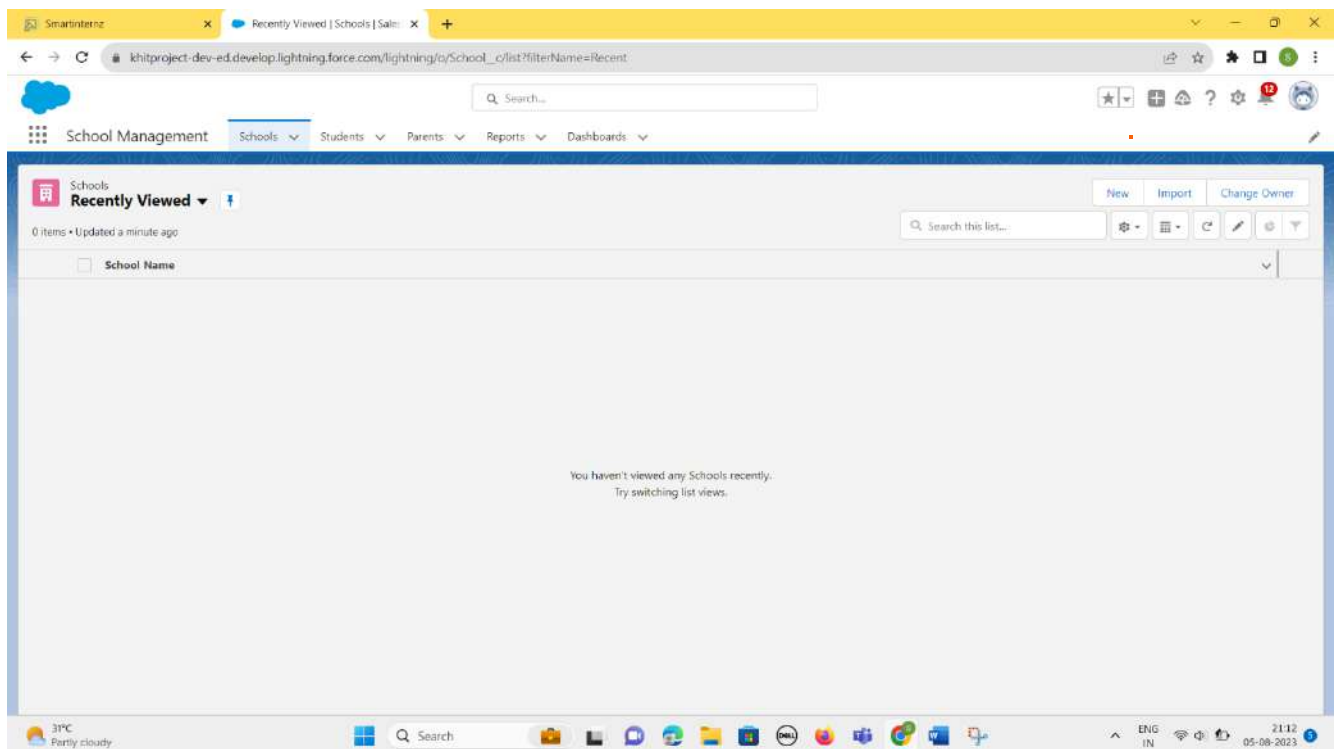 Smartinternz
Recently Viewed | Schools | Sale
khitproject-dev-ed.develop.lightning.force.com/lightning/o/School__c/list?filterName=Recent
S
Search...
12
School Management Schools Students Parents Reports Dashboards
Schools
Recently Viewed
New Import Change Owner
0 items • Updated a minute ago
Search this list...
School Name
You haven't viewed any Schools recently.
Try switching list views.
31°C
Partly cloudy
Search
DELL
ENG
IN
21:12
05-08-2023
5